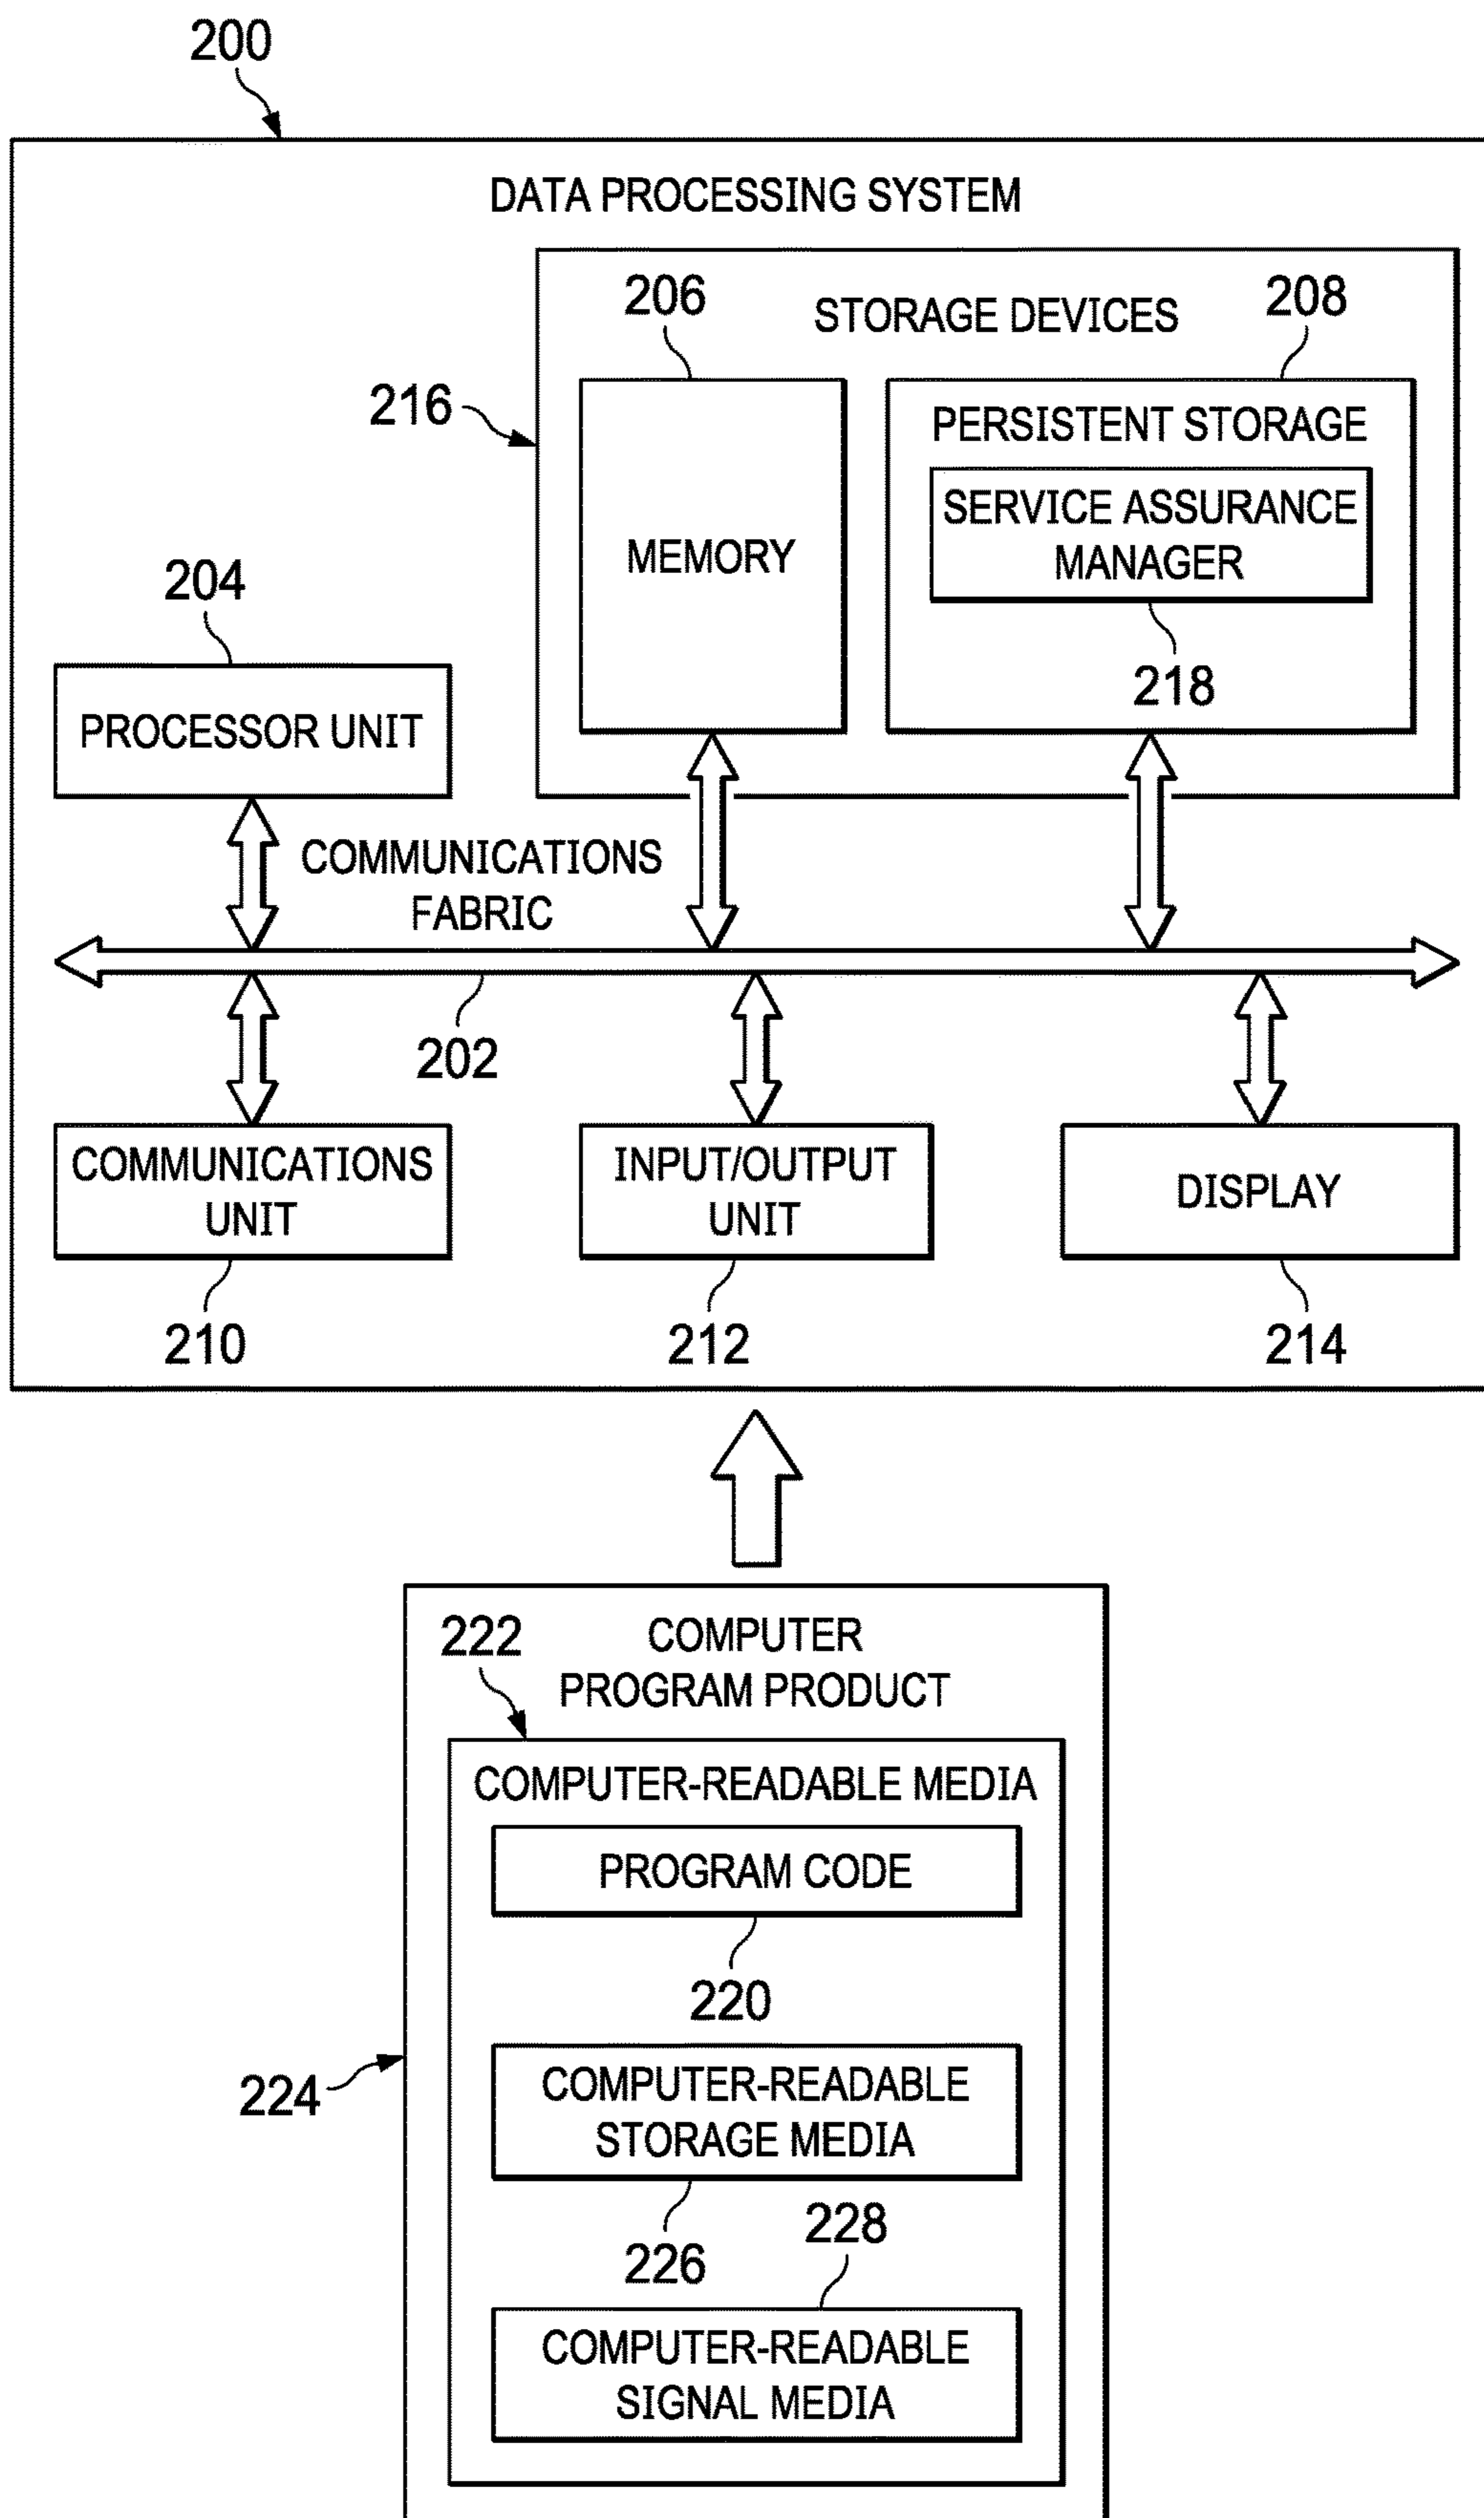 200
DATA PROCESSING SYSTEM
206
STORAGE DEVICES
208
216
PERSISTENT STORAGE
SERVICE ASSURANCE
MANAGER
MEMORY
218
204
PROCESSOR UNIT
COMMUNICATIONS
FABRIC
202
COMMUNICATIONS
UNIT
INPUT/OUTPUT
UNIT
DISPLAY
210
212
214
222
COMPUTER
PROGRAM PRODUCT
COMPUTER-READABLE MEDIA
PROGRAM CODE
220
224
COMPUTER-READABLE
STORAGE MEDIA
226
228
COMPUTER-READABLE
SIGNAL MEDIA